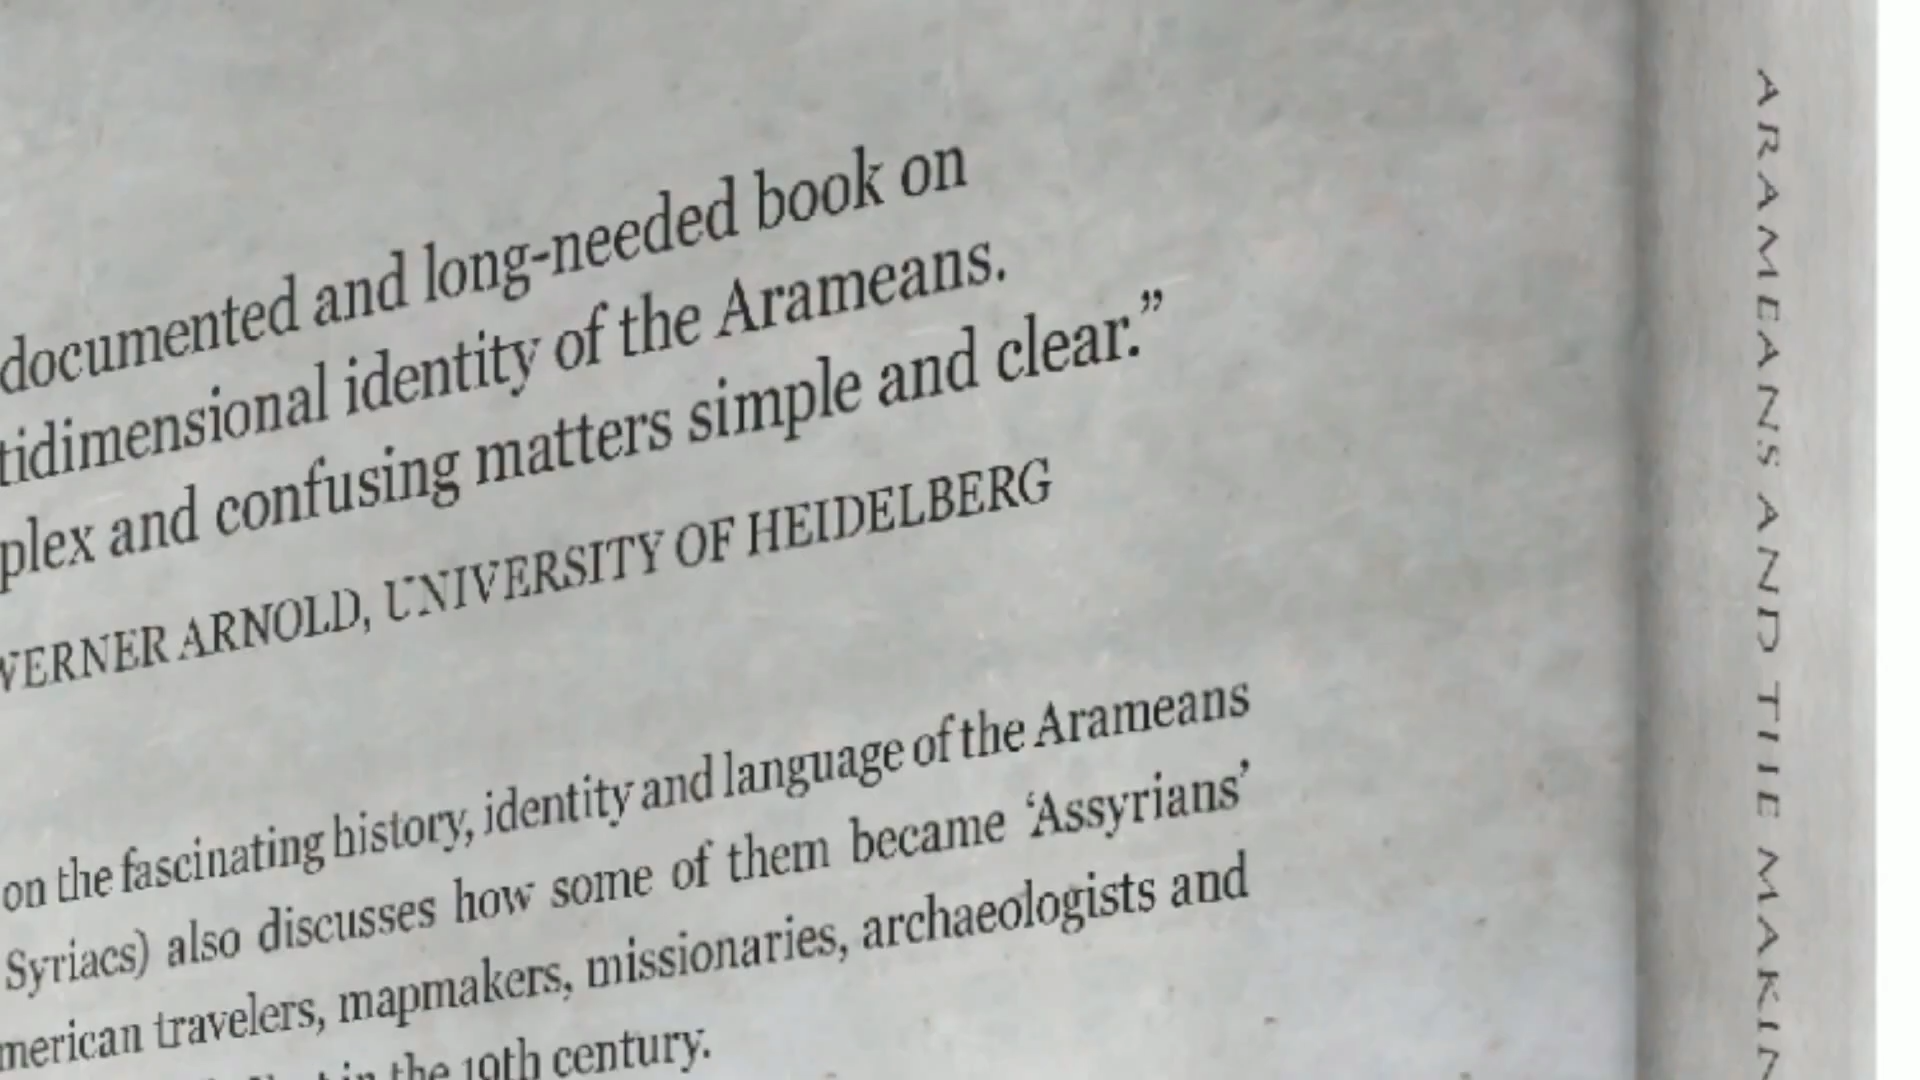 documented and long-needed book on
tidimensional identity of the Arameans.
plex and confusing matters simple and clear.”
WERNER ARNOLD, UNIVERSITY OF HEIDELBERG
on the fascinating history, identity and language of the Arameans
Syriacs) also discusses how some of them became ‘Assyrians’
merican travelers, mapmakers, missionaries, archaeologists and
in the 19th century.
ARAMEANS AND THE MAKIN